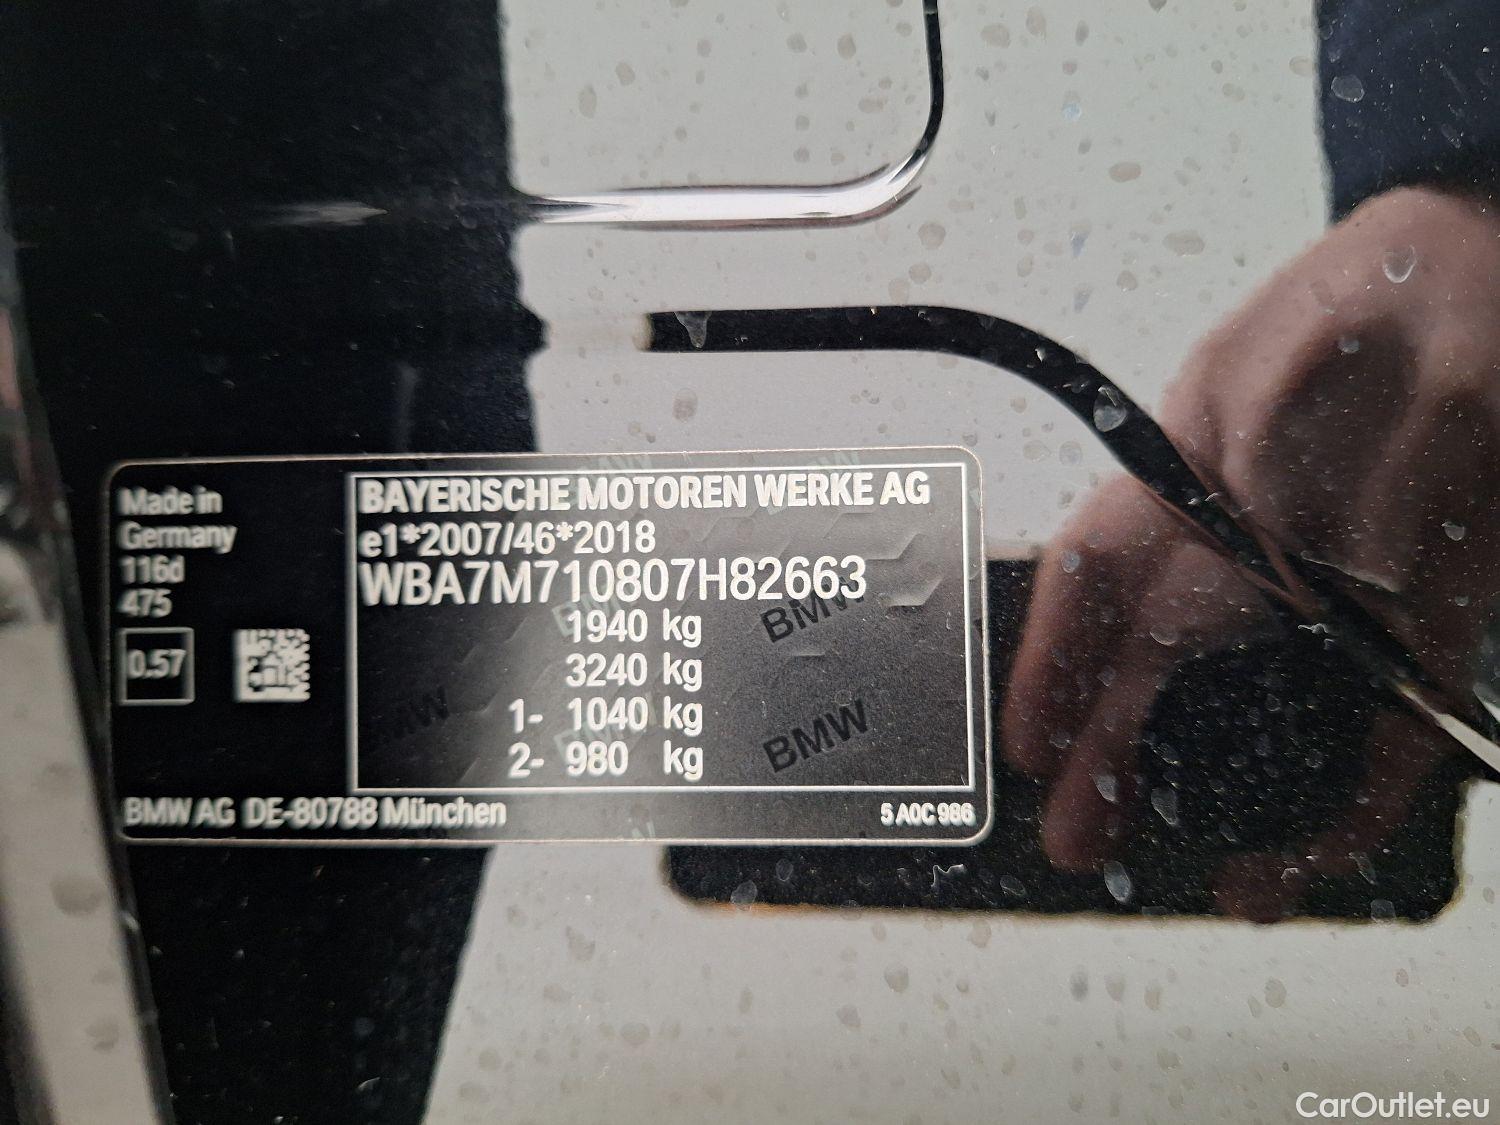 Made in
Germany
116d
475
0.57
BAYERISCHE MOTOREN WERKE AG
e1*2007/46*2018
WBA7M710807H82663
1940 kg
3240 kg
1- 1040 kg
2- 980 kg
BMW
BMW
BMW
BMW AG DE-80788 München
5 A0C 986
CarOutlet.eu